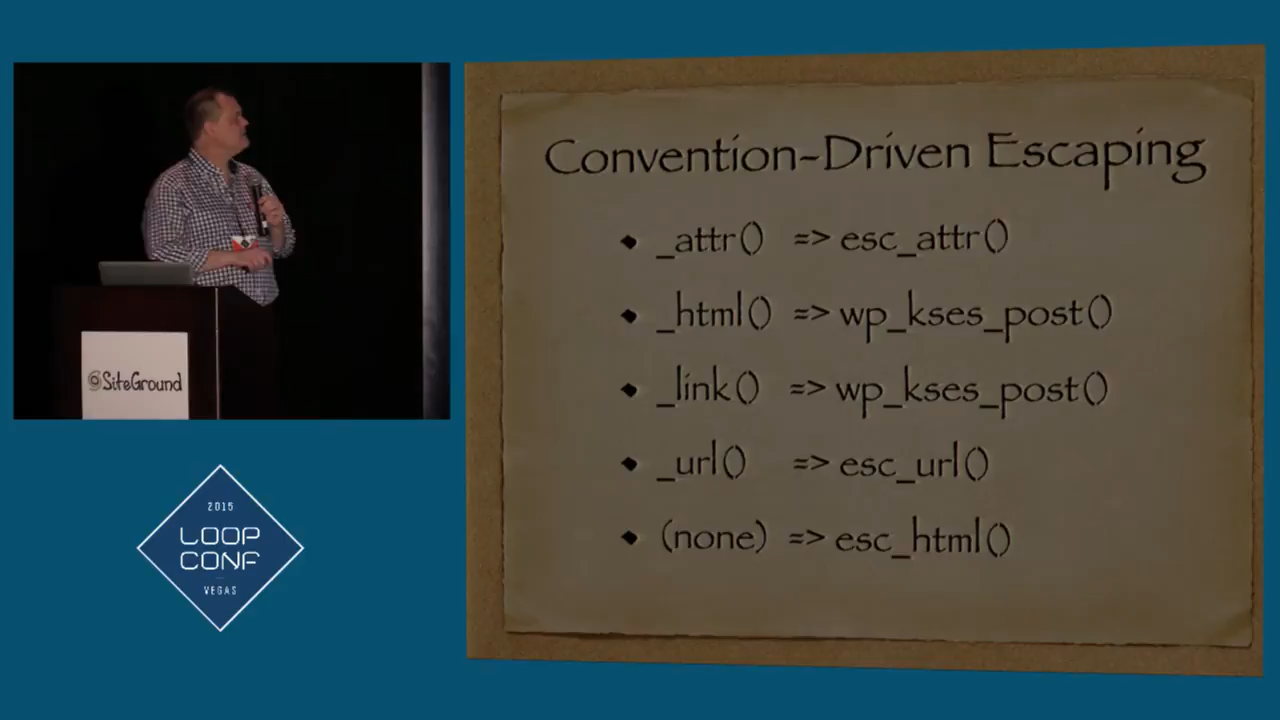 Convention-Driven Escaping
_attr() => esc_attr()
_html() => wp_kses_post()
_link() => wp_kses_post()
_url() => esc_url()
(none) => esc_html()
SiteGround
2015
LOOP
CONF
VEGAS